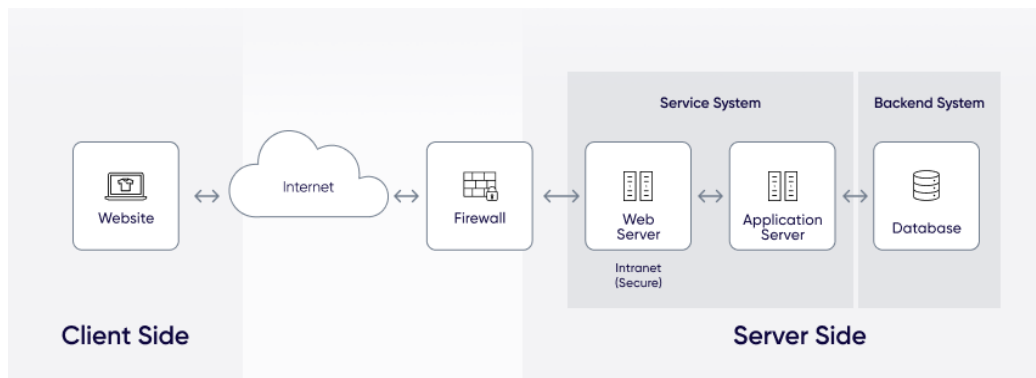 Service System
Backend System
Website
Internet
Firewall
Web
Server
Application
Server
Database
Intranet
(Secure)
Client Side
Server Side